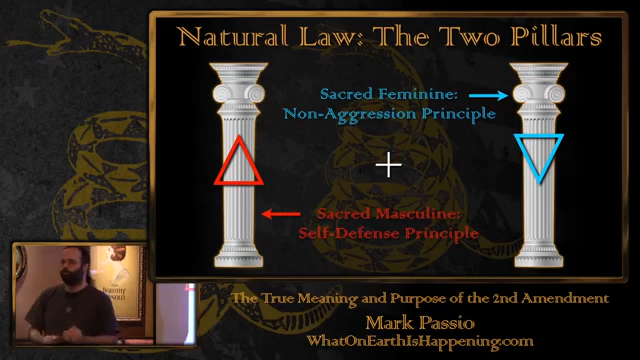 Natural Law: The Two Pillars
Sacred Feminine:
Non-Aggression Principle
Sacred Masculine:
Self-Defense Principle
The True Meaning and Purpose of the 2nd Amendment
Mark Passio
WhatOnEarthIsHappening.com